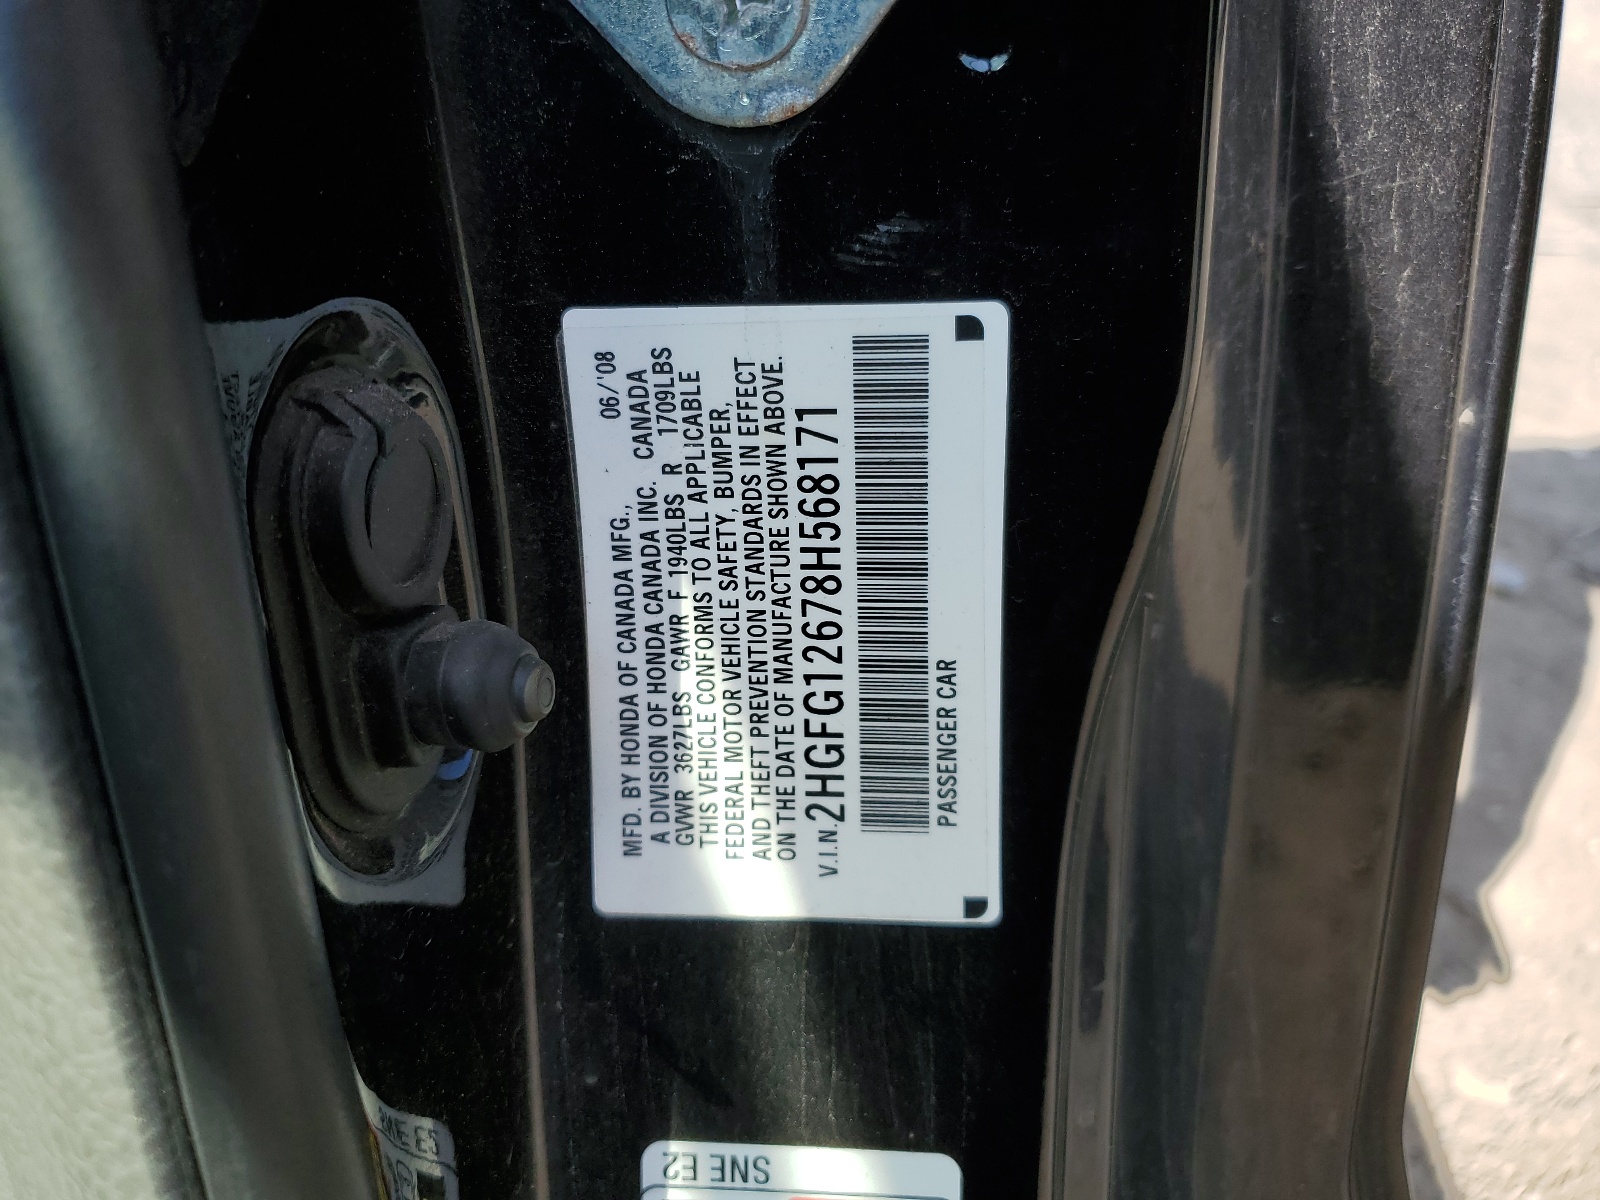 MFD. BY HONDA OF CANADA MFG., 06/'08
A DIVISION OF HONDA CANADA INC. CANADA
GVWR 3627LBS GAWR F 1940LBS R 1709LBS
THIS VEHICLE CONFORMS TO ALL APPLICABLE
FEDERAL MOTOR VEHICLE SAFETY, BUMPER,
AND THEFT PREVENTION STANDARDS IN EFFECT
ON THE DATE OF MANUFACTURE SHOWN ABOVE.
V.I.N. 2HGFG12678H568171
PASSENGER CAR
SNE E2